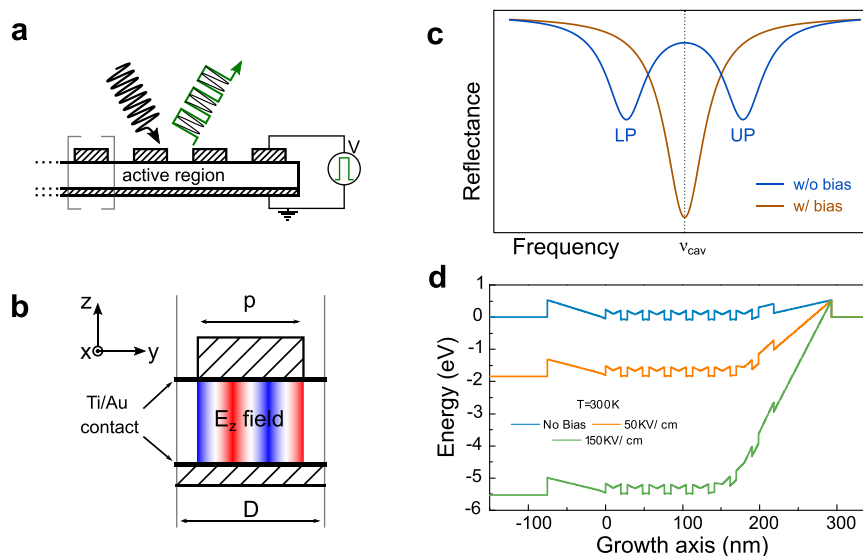 a
active region
V
b
z
x
y
p
Ti/Au
contact
E_z field
D
c
Reflectance
LP
UP
w/o bias
w/ bias
Frequency
ν_cav
d
Energy (eV)
1
0
-1
-2
-3
-4
-5
-6
T=300K
No Bias
50KV/ cm
150KV/ cm
-100
0
100
200
300
Growth axis (nm)